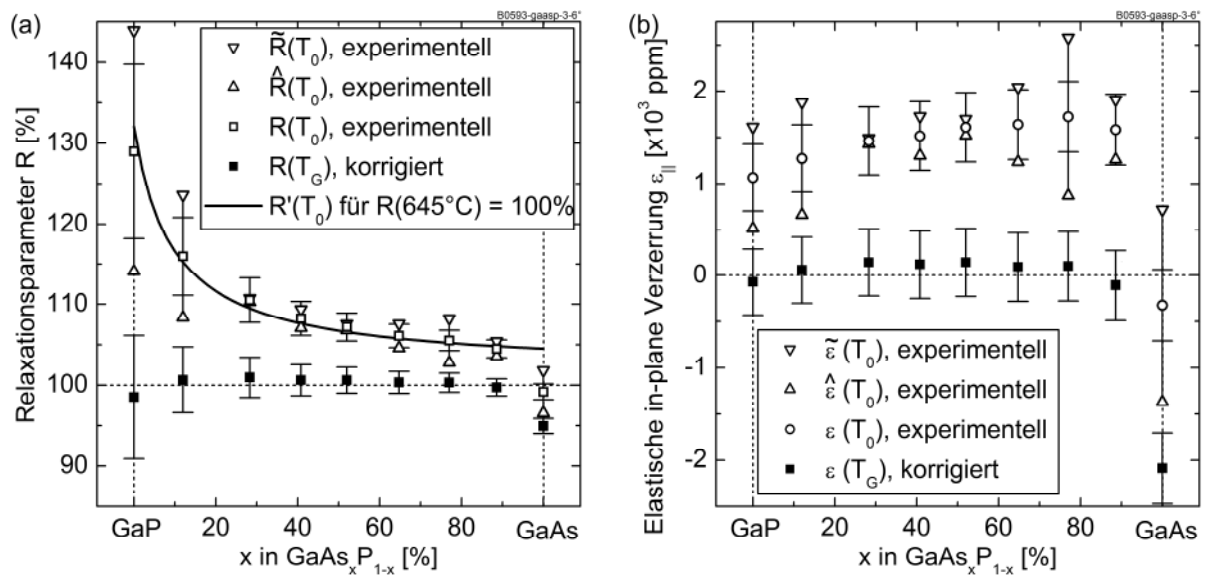 (a)
B0593-gaasp-3-6°
R̃(T₀), experimentell
R̂(T₀), experimentell
R(T₀), experimentell
R(T_G), korrigiert
R'(T₀) für R(645°C) = 100%
Relaxationsparameter R [%]
140
130
120
110
100
90
GaP
20
40
60
80
GaAs
x in GaAsₓP₁₋ₓ [%]
(b)
B0593-gaasp-3-6°
Elastische in-plane Verzerrung ε_|| [x10³ ppm]
2
1
0
-1
-2
ε̃ (T₀), experimentell
ε̂ (T₀), experimentell
ε (T₀), experimentell
ε (T_G), korrigiert
GaP
20
40
60
80
GaAs
x in GaAsₓP₁₋ₓ [%]